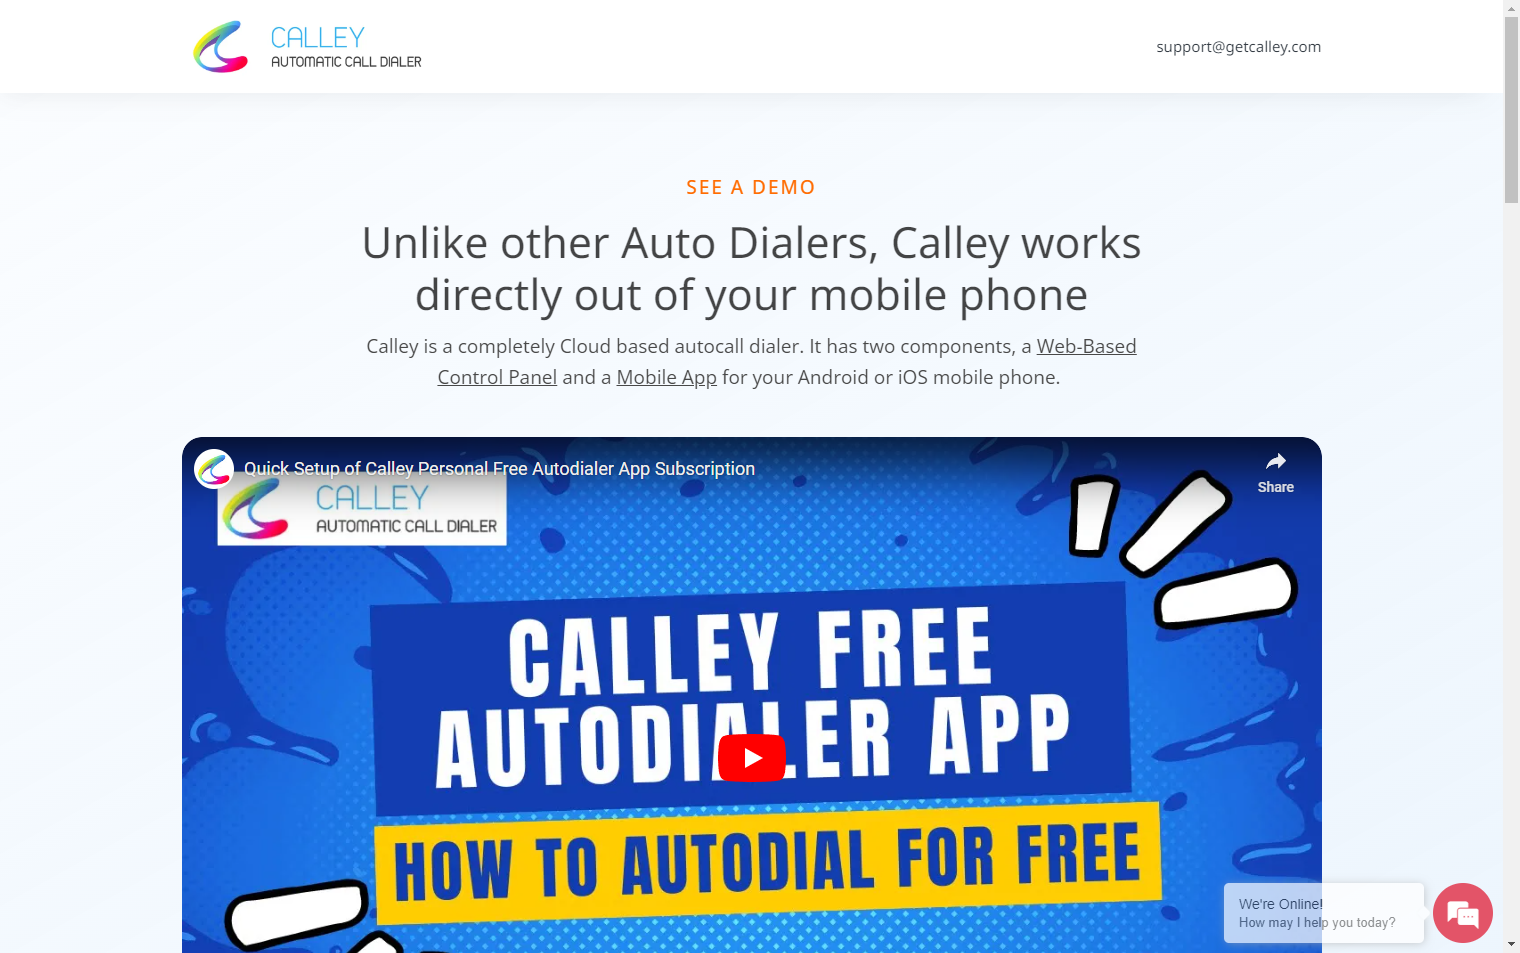 CALLEY
AUTOMATIC CALL DIALER
support@getcalley.com
SEE A DEMO
Unlike other Auto Dialers, Calley works
directly out of your mobile phone
Calley is a completely Cloud based autocall dialer. It has two components, a Web-Based
Control Panel and a Mobile App for your Android or iOS mobile phone.
Quick Setup of Calley Personal Free Autodialer App Subscription
Share
CALLEY
AUTOMATIC CALL DIALER
CALLEY FREE
AUTODIALER APP
HOW TO AUTODIAL FOR FREE
We're Online!
How may I help you today?